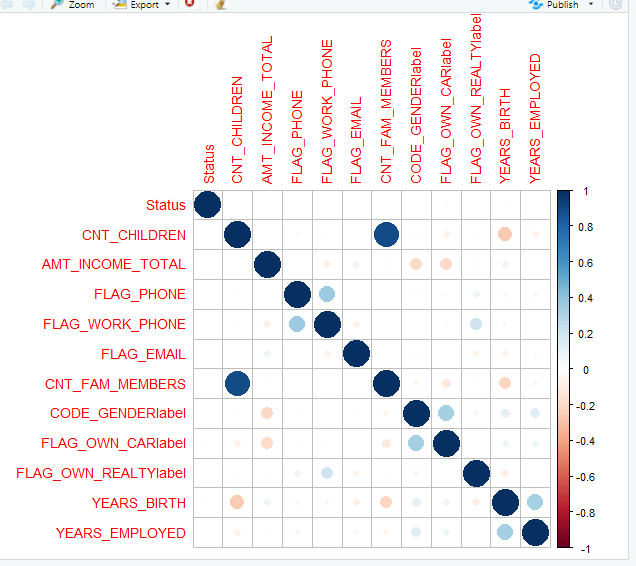 Zoom Export Publish
Status
CNT_CHILDREN
AMT_INCOME_TOTAL
FLAG_PHONE
FLAG_WORK_PHONE
FLAG_EMAIL
CNT_FAM_MEMBERS
CODE_GENDERlabel
FLAG_OWN_CARlabel
FLAG_OWN_REALTYlabel
YEARS_BIRTH
YEARS_EMPLOYED
Status
CNT_CHILDREN
AMT_INCOME_TOTAL
FLAG_PHONE
FLAG_WORK_PHONE
FLAG_EMAIL
CNT_FAM_MEMBERS
CODE_GENDERlabel
FLAG_OWN_CARlabel
FLAG_OWN_REALTYlabel
YEARS_BIRTH
YEARS_EMPLOYED
1
0.8
0.6
0.4
0.2
0
-0.2
-0.4
-0.6
-0.8
-1